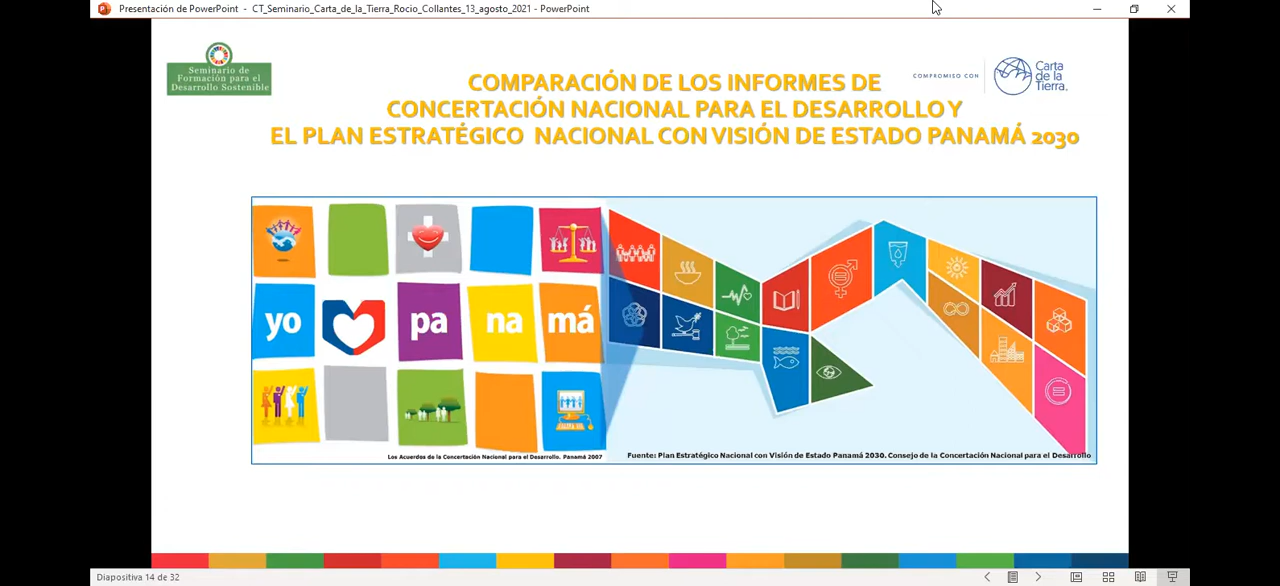 Presentación de PowerPoint - CT_Seminario_Carta_de_la_Tierra_Rocio_Collantes_13_agosto_2021 - PowerPoint
Seminario de
Formación para el
Desarrollo Sostenible
COMPARACIÓN DE LOS INFORMES DE
CONCERTACIÓN NACIONAL PARA EL DESARROLLO Y
EL PLAN ESTRATÉGICO NACIONAL CON VISIÓN DE ESTADO PANAMÁ 2030
COMPROMISO CON
Carta
de la
Tierra.
yo pa na má
Los Acuerdos de la Concertación Nacional para el Desarrollo. Panamá 2007
Fuente: Plan Estratégico Nacional con Visión de Estado Panamá 2030. Consejo de la Concertación Nacional para el Desarrollo
Diapositiva 14 de 32